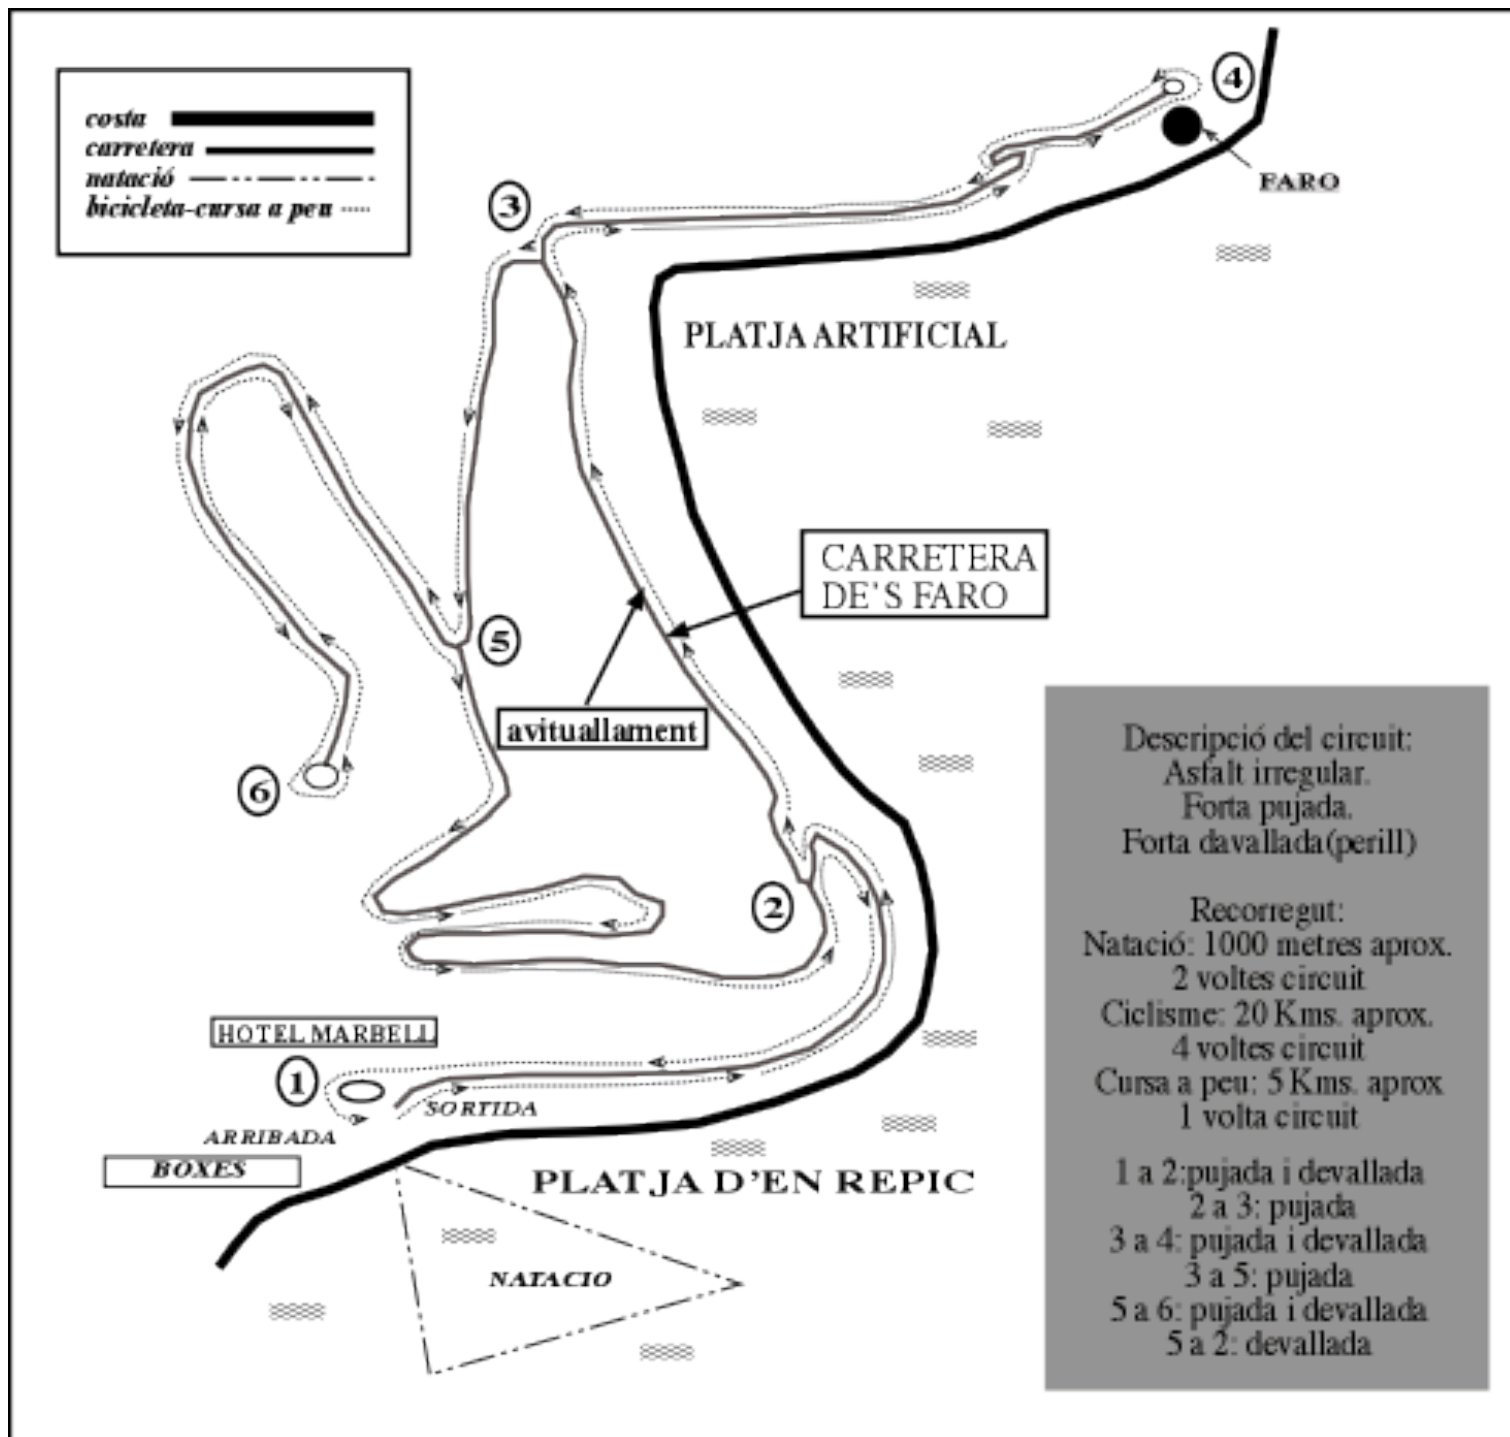 costa
carretera
natació
bicicleta-cursa a peu
3
4
FARO
PLATJA ARTIFICIAL
CARRETERA
DE'S FARO
5
avituallament
6
2
HOTEL MARBELL
1
SORTIDA
ARRIBADA
BOXES
PLATJA D'EN REPIC
NATACIO
Descripció del circuit:
Asfalt irregular.
Forta pujada.
Forta davallada(perill)
Recorregut:
Natació: 1000 metres aprox.
2 voltes circuit
Ciclisme: 20 Kms. aprox.
4 voltes circuit
Cursa a peu: 5 Kms. aprox
1 volta circuit
1 a 2:pujada i devallada
2 a 3: pujada
3 a 4: pujada i devallada
3 a 5: pujada
5 a 6: pujada i devallada
5 a 2: devallada